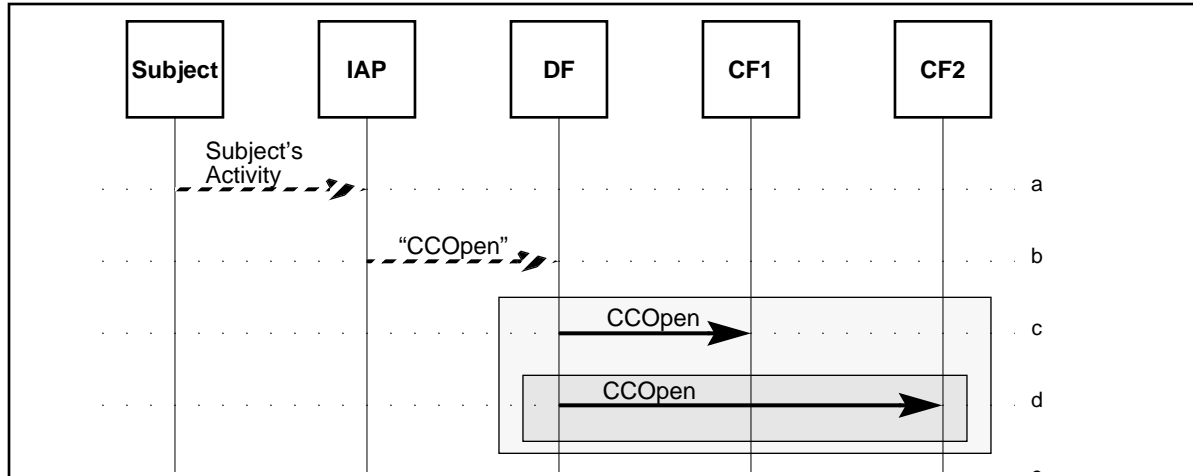 Subject IAP DF CF1 CF2
Subject's
Activity
a
“CCOpen”
b
CCOpen
c
CCOpen
d